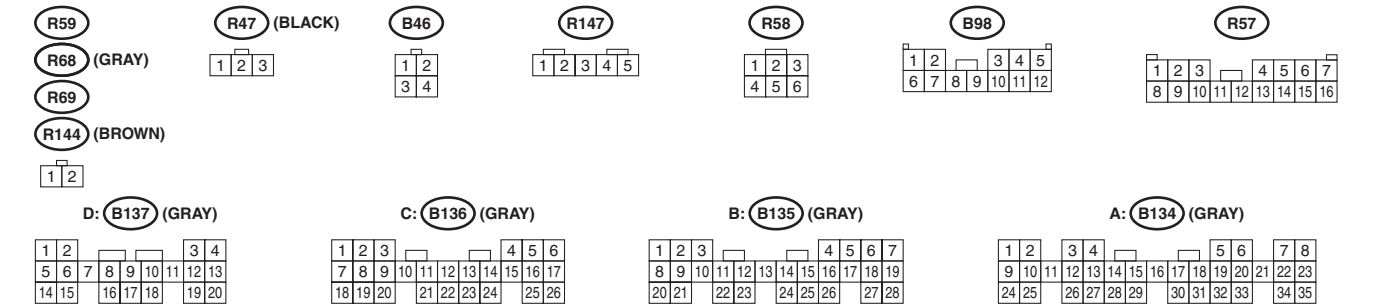 R59
R47 (BLACK)
B46
R147
R58
B98
R57
R68 (GRAY)
R69
R144 (BROWN)
1 2
1 2 3
1 2
3 4
1 2 3 4 5
1 2 3
4 5 6
1 2 3 4 5
6 7 8 9 10 11 12
1 2 3 4 5 6 7
8 9 10 11 12 13 14 15 16
D: B137 (GRAY)
C: B136 (GRAY)
B: B135 (GRAY)
A: B134 (GRAY)
1 2 3 4
5 6 7 8 9 10 11 12 13
14 15 16 17 18 19 20
1 2 3 4 5 6
7 8 9 10 11 12 13 14 15 16 17
18 19 20 21 22 23 24 25 26
1 2 3 4 5 6 7
8 9 10 11 12 13 14 15 16 17 18 19
20 21 22 23 24 25 26 27 28
1 2 3 4 5 6 7 8
9 10 11 12 13 14 15 16 17 18 19 20 21 22 23
24 25 26 27 28 29 30 31 32 33 34 35